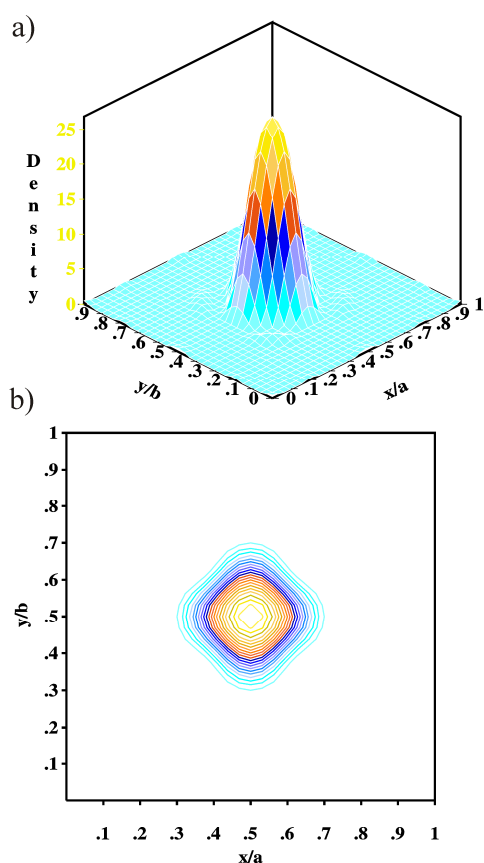 a)
25
20
15
10
5
0
Density
.9 .8 .7 .6 .5 .4 .3 .2 .1 0
y/b
0 .1 .2 .3 .4 .5 .6 .7 .8 .9 1
x/a
b)
1
.9
.8
.7
.6
.5
.4
.3
.2
.1
y/b
.1 .2 .3 .4 .5 .6 .7 .8 .9 1
x/a